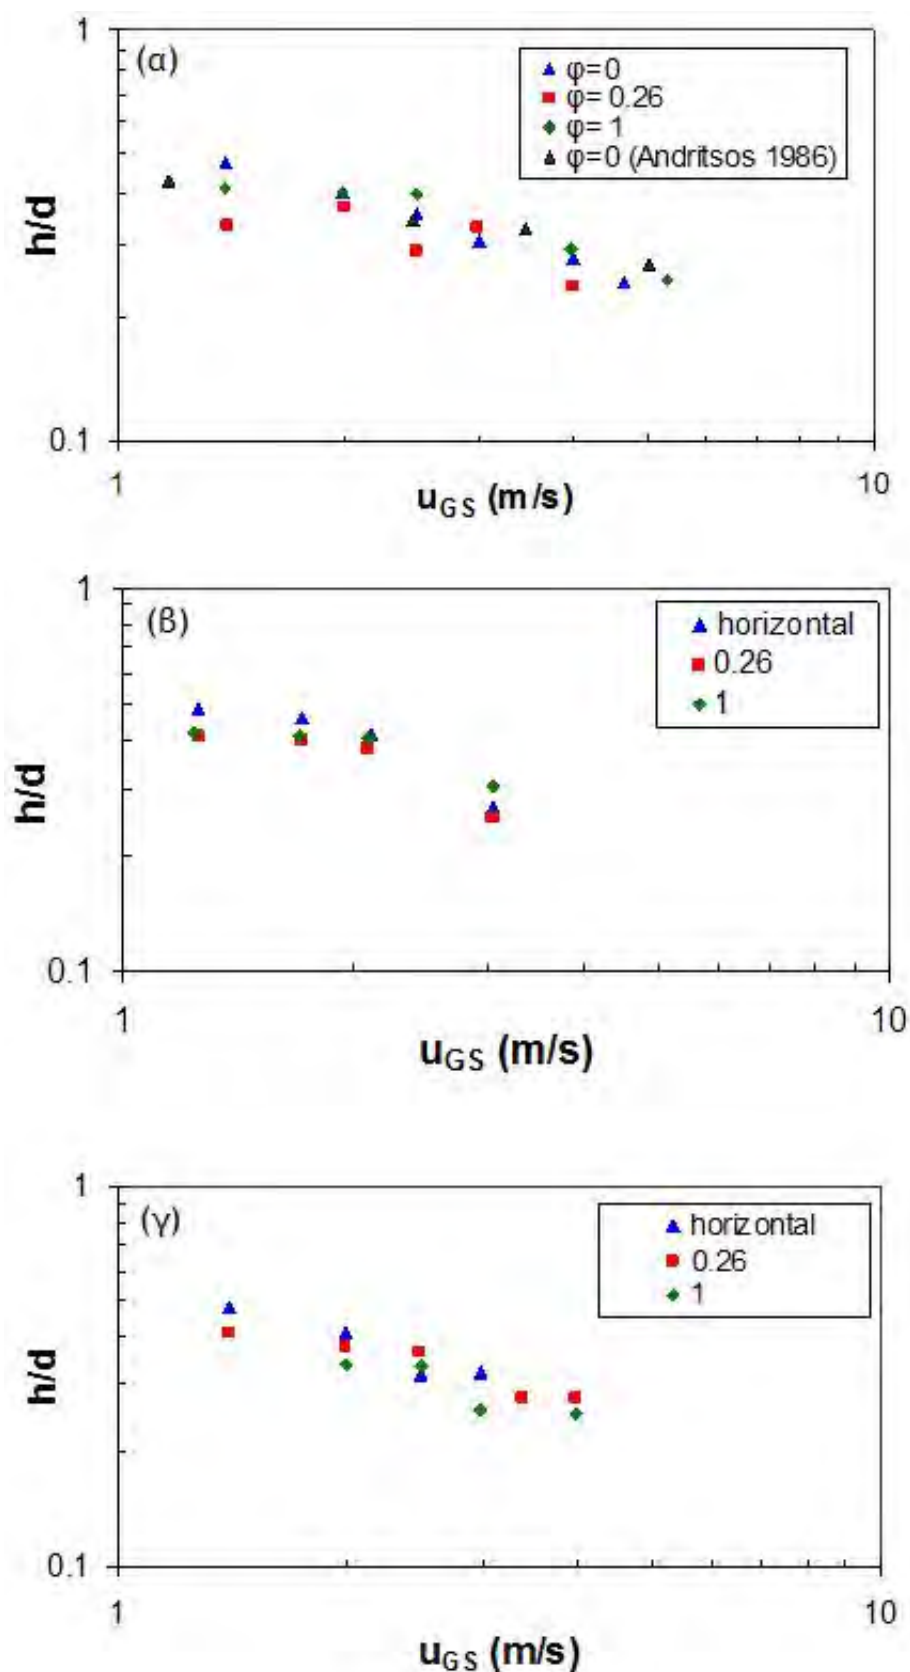 1
(α)
φ=0
φ= 0.26
φ= 1
φ=0 (Andritsos 1986)
h/d
0.1
1
10
uGS (m/s)
1
(β)
horizontal
0.26
1
h/d
0.1
1
10
uGS (m/s)
1
(γ)
horizontal
0.26
1
h/d
0.1
1
10
uGS (m/s)